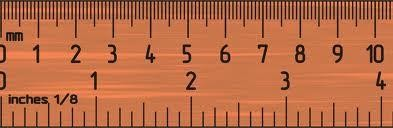 mm
0 1 2 3 4 5 6 7 8 9 10
0 1 2 3 4
inches 1/8